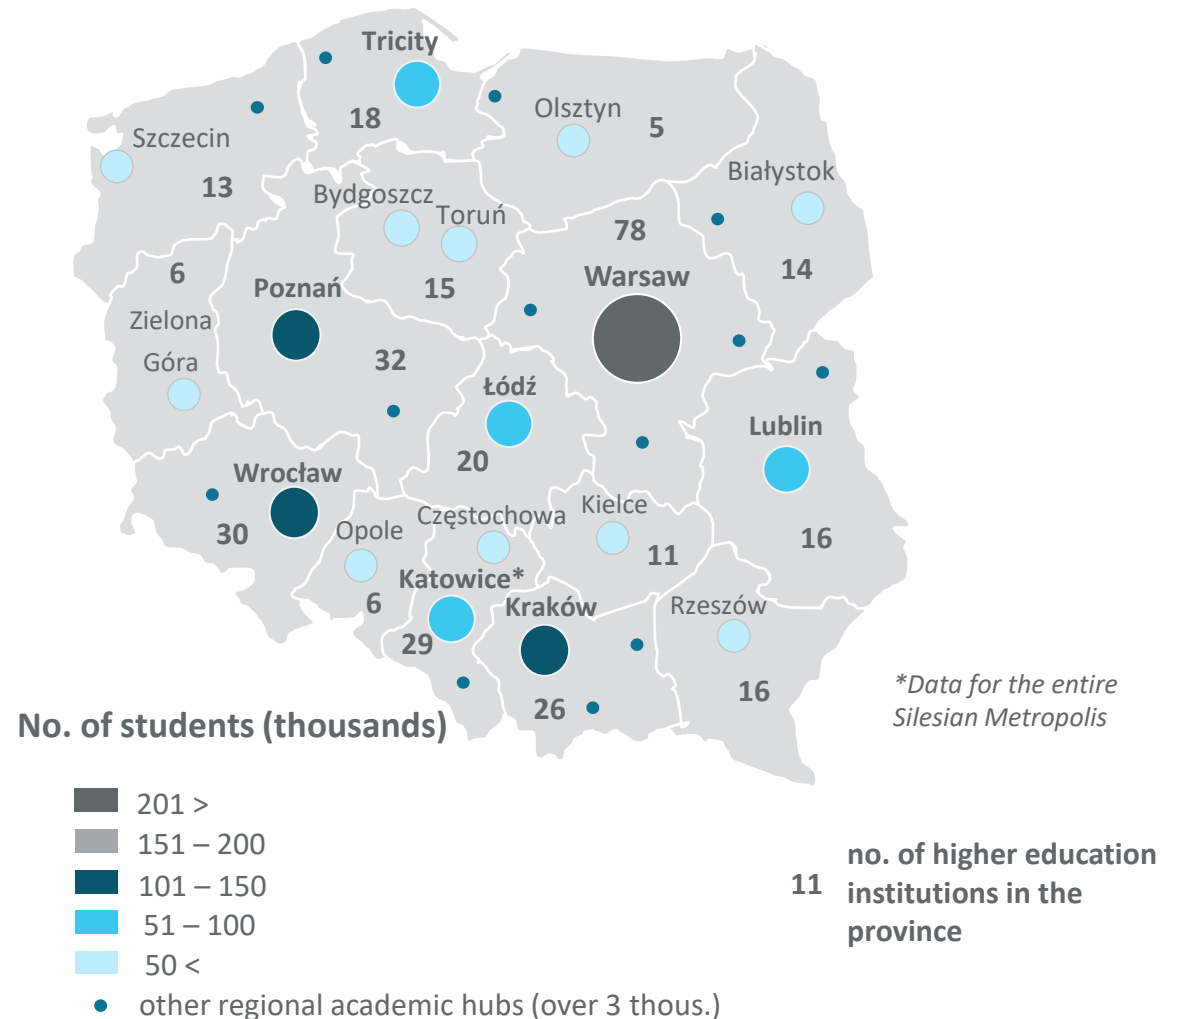 Tricity
18
Olsztyn
5
Szczecin
13
Białystok
14
Bydgoszcz
Toruń
15
78
Warsaw
6
Zielona
Góra
Poznań
32
Łódź
20
Lublin
16
Wrocław
30
Opole
6
Częstochowa
Kielce
11
Katowice*
29
Kraków
26
Rzeszów
16
*Data for the entire
Silesian Metropolis
No. of students (thousands)
201 >
151 – 200
101 – 150
51 – 100
50 <
other regional academic hubs (over 3 thous.)
11
no. of higher education
institutions in the
province